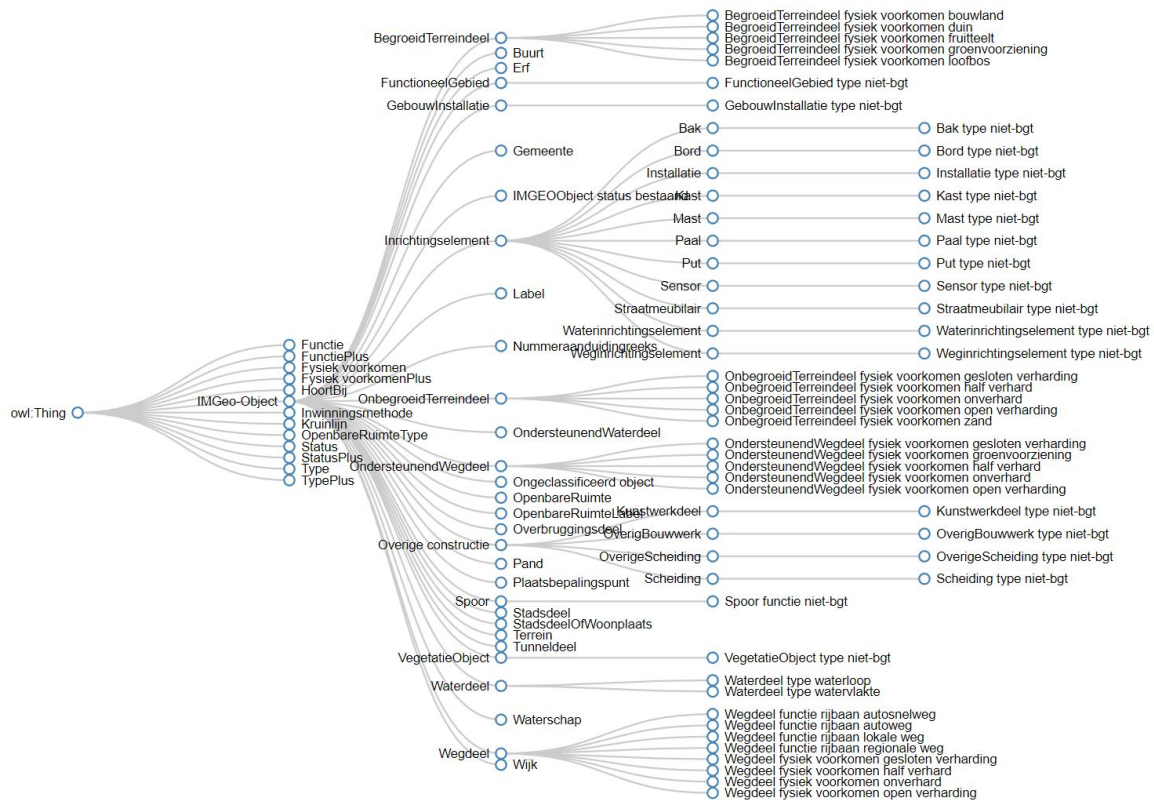 owl:Thing
Functie
FunctiePlus
Fysiek voorkomen
Fysiek voorkomenPlus
HoortBij
IMGeo-Object
Inwinningsmethode
Kruinlijn
OpenbareRuimteType
Status
StatusPlus
Type
TypePlus
BegroeidTerreindeel
BegroeidTerreindeel fysiek voorkomen bouwland
BegroeidTerreindeel fysiek voorkomen duin
BegroeidTerreindeel fysiek voorkomen fruitteelt
BegroeidTerreindeel fysiek voorkomen groenvoorziening
BegroeidTerreindeel fysiek voorkomen loofbos
Buurt
Erf
FunctioneelGebied
FunctioneelGebied type niet-bgt
GebouwInstallatie
GebouwInstallatie type niet-bgt
Gemeente
IMGEOObject status bestaand
Inrichtingselement
Bak
Bak type niet-bgt
Bord
Bord type niet-bgt
Installatie
Installatie type niet-bgt
Kast
Kast type niet-bgt
Mast
Mast type niet-bgt
Paal
Paal type niet-bgt
Put
Put type niet-bgt
Sensor
Sensor type niet-bgt
Straatmeubilair
Straatmeubilair type niet-bgt
Waterinrichtingselement
Waterinrichtingselement type niet-bgt
Weginrichtingselement
Weginrichtingselement type niet-bgt
Label
Nummeraanduidingreeks
OnbegroeidTerreindeel
OnbegroeidTerreindeel fysiek voorkomen gesloten verharding
OnbegroeidTerreindeel fysiek voorkomen half verhard
OnbegroeidTerreindeel fysiek voorkomen onverhard
OnbegroeidTerreindeel fysiek voorkomen open verharding
OnbegroeidTerreindeel fysiek voorkomen zand
OndersteunendWaterdeel
OndersteunendWegdeel
OndersteunendWegdeel fysiek voorkomen gesloten verharding
OndersteunendWegdeel fysiek voorkomen groenvoorziening
OndersteunendWegdeel fysiek voorkomen half verhard
OndersteunendWegdeel fysiek voorkomen onverhard
OndersteunendWegdeel fysiek voorkomen open verharding
Ongeclassificeerd object
OpenbareRuimte
OpenbareRuimteLabel
Overbruggingsdeel
Overige constructie
Kunstwerkdeel
Kunstwerkdeel type niet-bgt
OverigBouwwerk
OverigBouwwerk type niet-bgt
OverigeScheiding
OverigeScheiding type niet-bgt
Scheiding
Scheiding type niet-bgt
Pand
Plaatsbepalingspunt
Spoor
Spoor functie niet-bgt
Stadsdeel
StadsdeelOfWoonplaats
Terrein
Tunneldeel
VegetatieObject
VegetatieObject type niet-bgt
Waterdeel
Waterdeel type waterloop
Waterdeel type watervlakte
Waterschap
Wegdeel
Wegdeel functie rijbaan autosnelweg
Wegdeel functie rijbaan autoweg
Wegdeel functie rijbaan lokale weg
Wegdeel functie rijbaan regionale weg
Wegdeel fysiek voorkomen gesloten verharding
Wegdeel fysiek voorkomen half verhard
Wegdeel fysiek voorkomen onverhard
Wegdeel fysiek voorkomen open verharding
Wijk